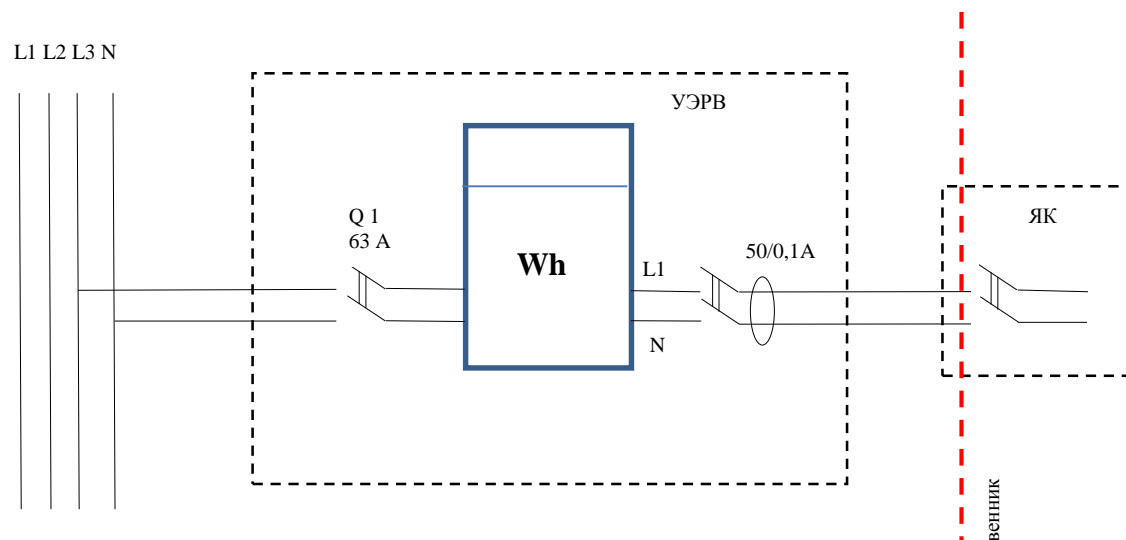 L1 L2 L3 N
УЭРВ
Q 1
63 А
Wh
L1
N
50/0,1А
ЯК
венник